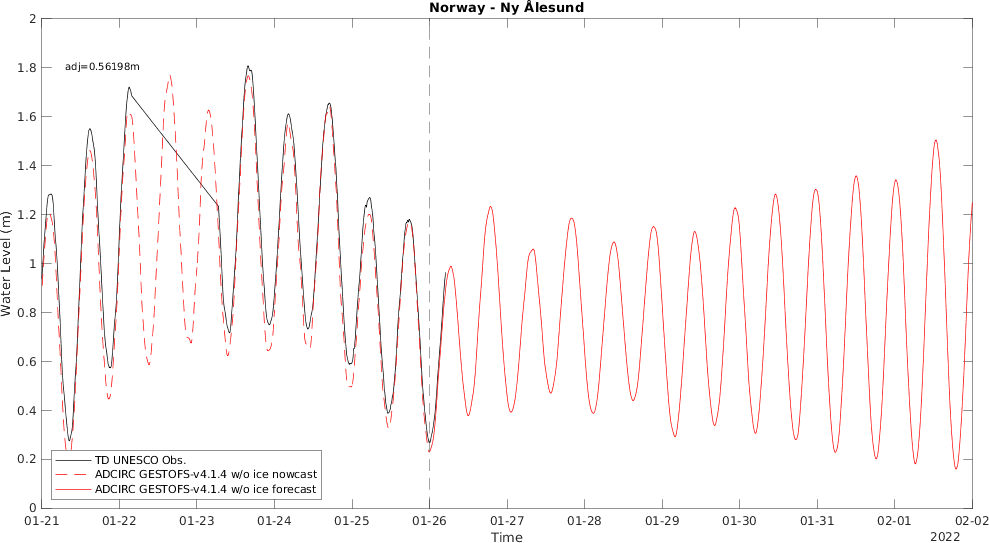 Norway - Ny Ålesund
2
1.8
1.6
1.4
1.2
1
0.8
0.6
0.4
0.2
0
Water Level (m)
adj=0.56198m
TD UNESCO Obs.
ADCIRC GESTOFS-v4.1.4 w/o ice nowcast
ADCIRC GESTOFS-v4.1.4 w/o ice forecast
01-21 01-22 01-23 01-24 01-25 01-26 01-27 01-28 01-29 01-30 01-31 02-01 02-02
Time
2022